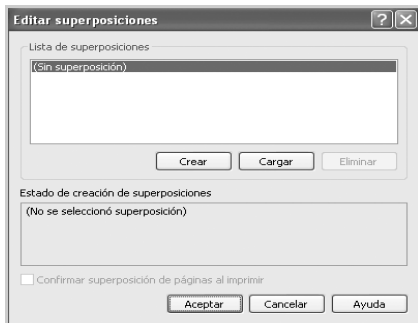 Editar superposiciones
Lista de superposiciones
(Sin superposición)
Crear Cargar Eliminar
Estado de creación de superposiciones
(No se seleccionó superposición)
Confirmar superposición de páginas al imprimir
Aceptar Cancelar Ayuda